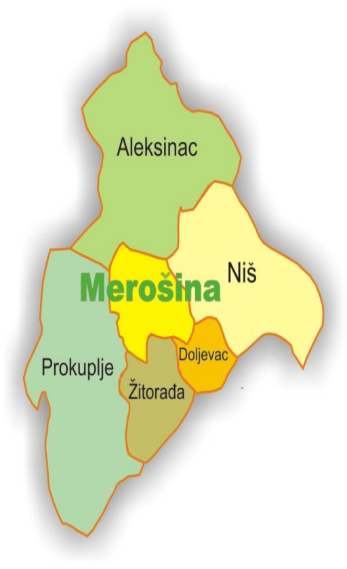 Aleksinac
Niš
Merošina
Doljevac
Prokuplje
Žitorađa